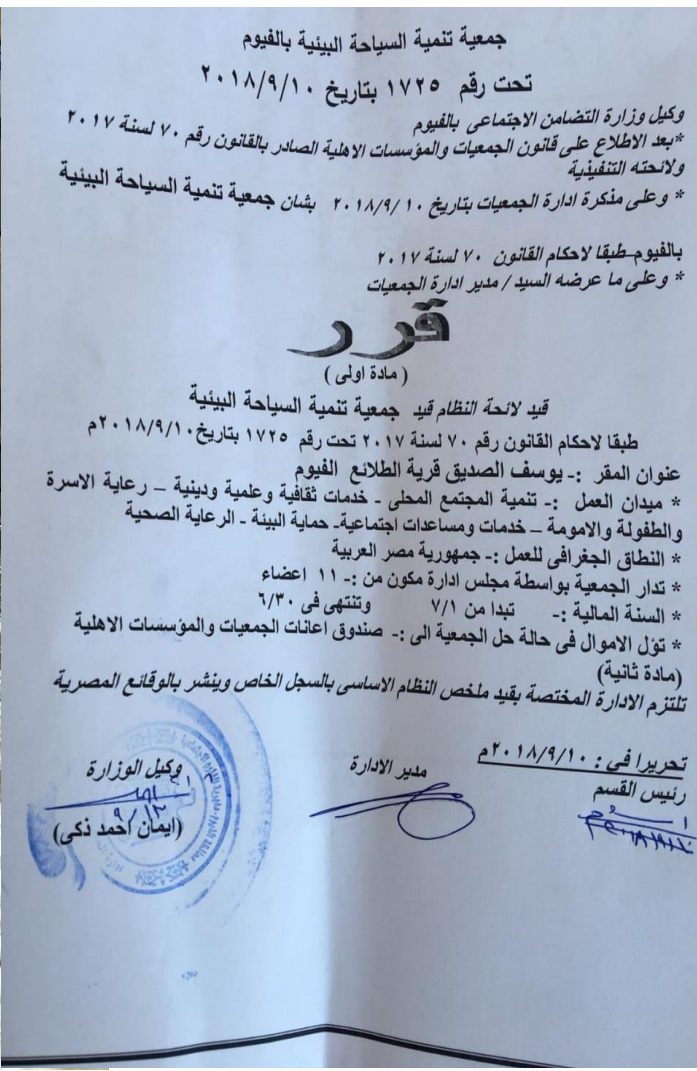 جمعية تنمية السياحة البيئية بالفيوم
تحت رقم ١٧٢٥ بتاريخ ٢٠١٨/٩/١٠
وكيل وزارة التضامن الاجتماعى بالفيوم
*بعد الاطلاع على قانون الجمعيات والمؤسسات الاهلية الصادر بالقانون رقم ٧٠ لسنة ٢٠١٧
ولائحته التنفيذية
* وعلى مذكرة ادارة الجمعيات بتاريخ ٢٠١٨/٩/١٠ بشان جمعية تنمية السياحة البيئية
بالفيوم–طبقا لاحكام القانون ٧٠ لسنة ٢٠١٧
* وعلى ما عرضه السيد / مدير ادارة الجمعيات
قرر
( مادة اولى )
قيد لائحة النظام قيد جمعية تنمية السياحة البيئية
طبقا لاحكام القانون رقم ٧٠ لسنة ٢٠١٧ تحت رقم ١٧٢٥ بتاريخ٢٠١٨/٩/١٠م
عنوان المقر :- يوسف الصديق قرية الطلائع الفيوم
* ميدان العمل :- تنمية المجتمع المحلى - خدمات ثقافية وعلمية ودينية – رعاية الاسرة
والطفولة والامومة – خدمات ومساعدات اجتماعية- حماية البيئة - الرعاية الصحية
* النطاق الجغرافى للعمل :- جمهورية مصر العربية
* تدار الجمعية بواسطة مجلس ادارة مكون من :- ١١ اعضاء
* السنة المالية :- تبدا من ٧/١ وتنتهى فى ٦/٣٠
* تؤل الاموال فى حالة حل الجمعية الى :- صندوق اعانات الجمعيات والمؤسسات الاهلية
(مادة ثانية)
تلتزم الادارة المختصة بقيد ملخص النظام الاساسى بالسجل الخاص وينشر بالوقائع المصرية
تحريرا فى : ٢٠١٨/٩/١٠م
رئيس القسم
مدير الادارة
وكيل الوزارة
(ايمان احمد ذكى)